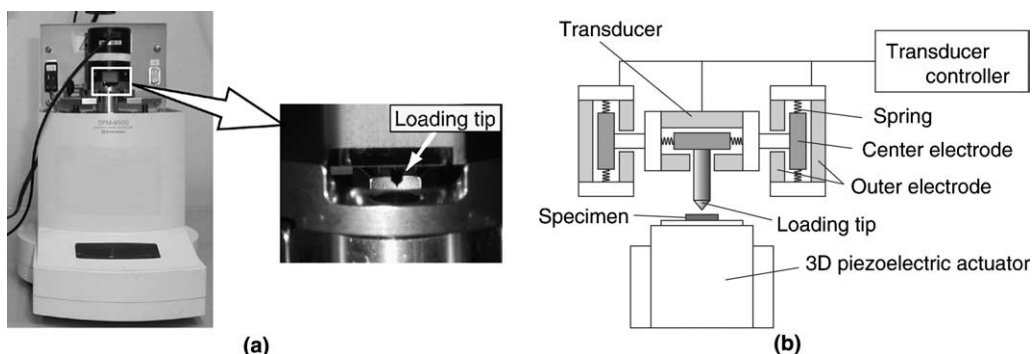 SPM-9500
Loading tip
(a)
Transducer
Transducer
controller
Spring
Center electrode
Outer electrode
Specimen
Loading tip
3D piezoelectric actuator
(b)